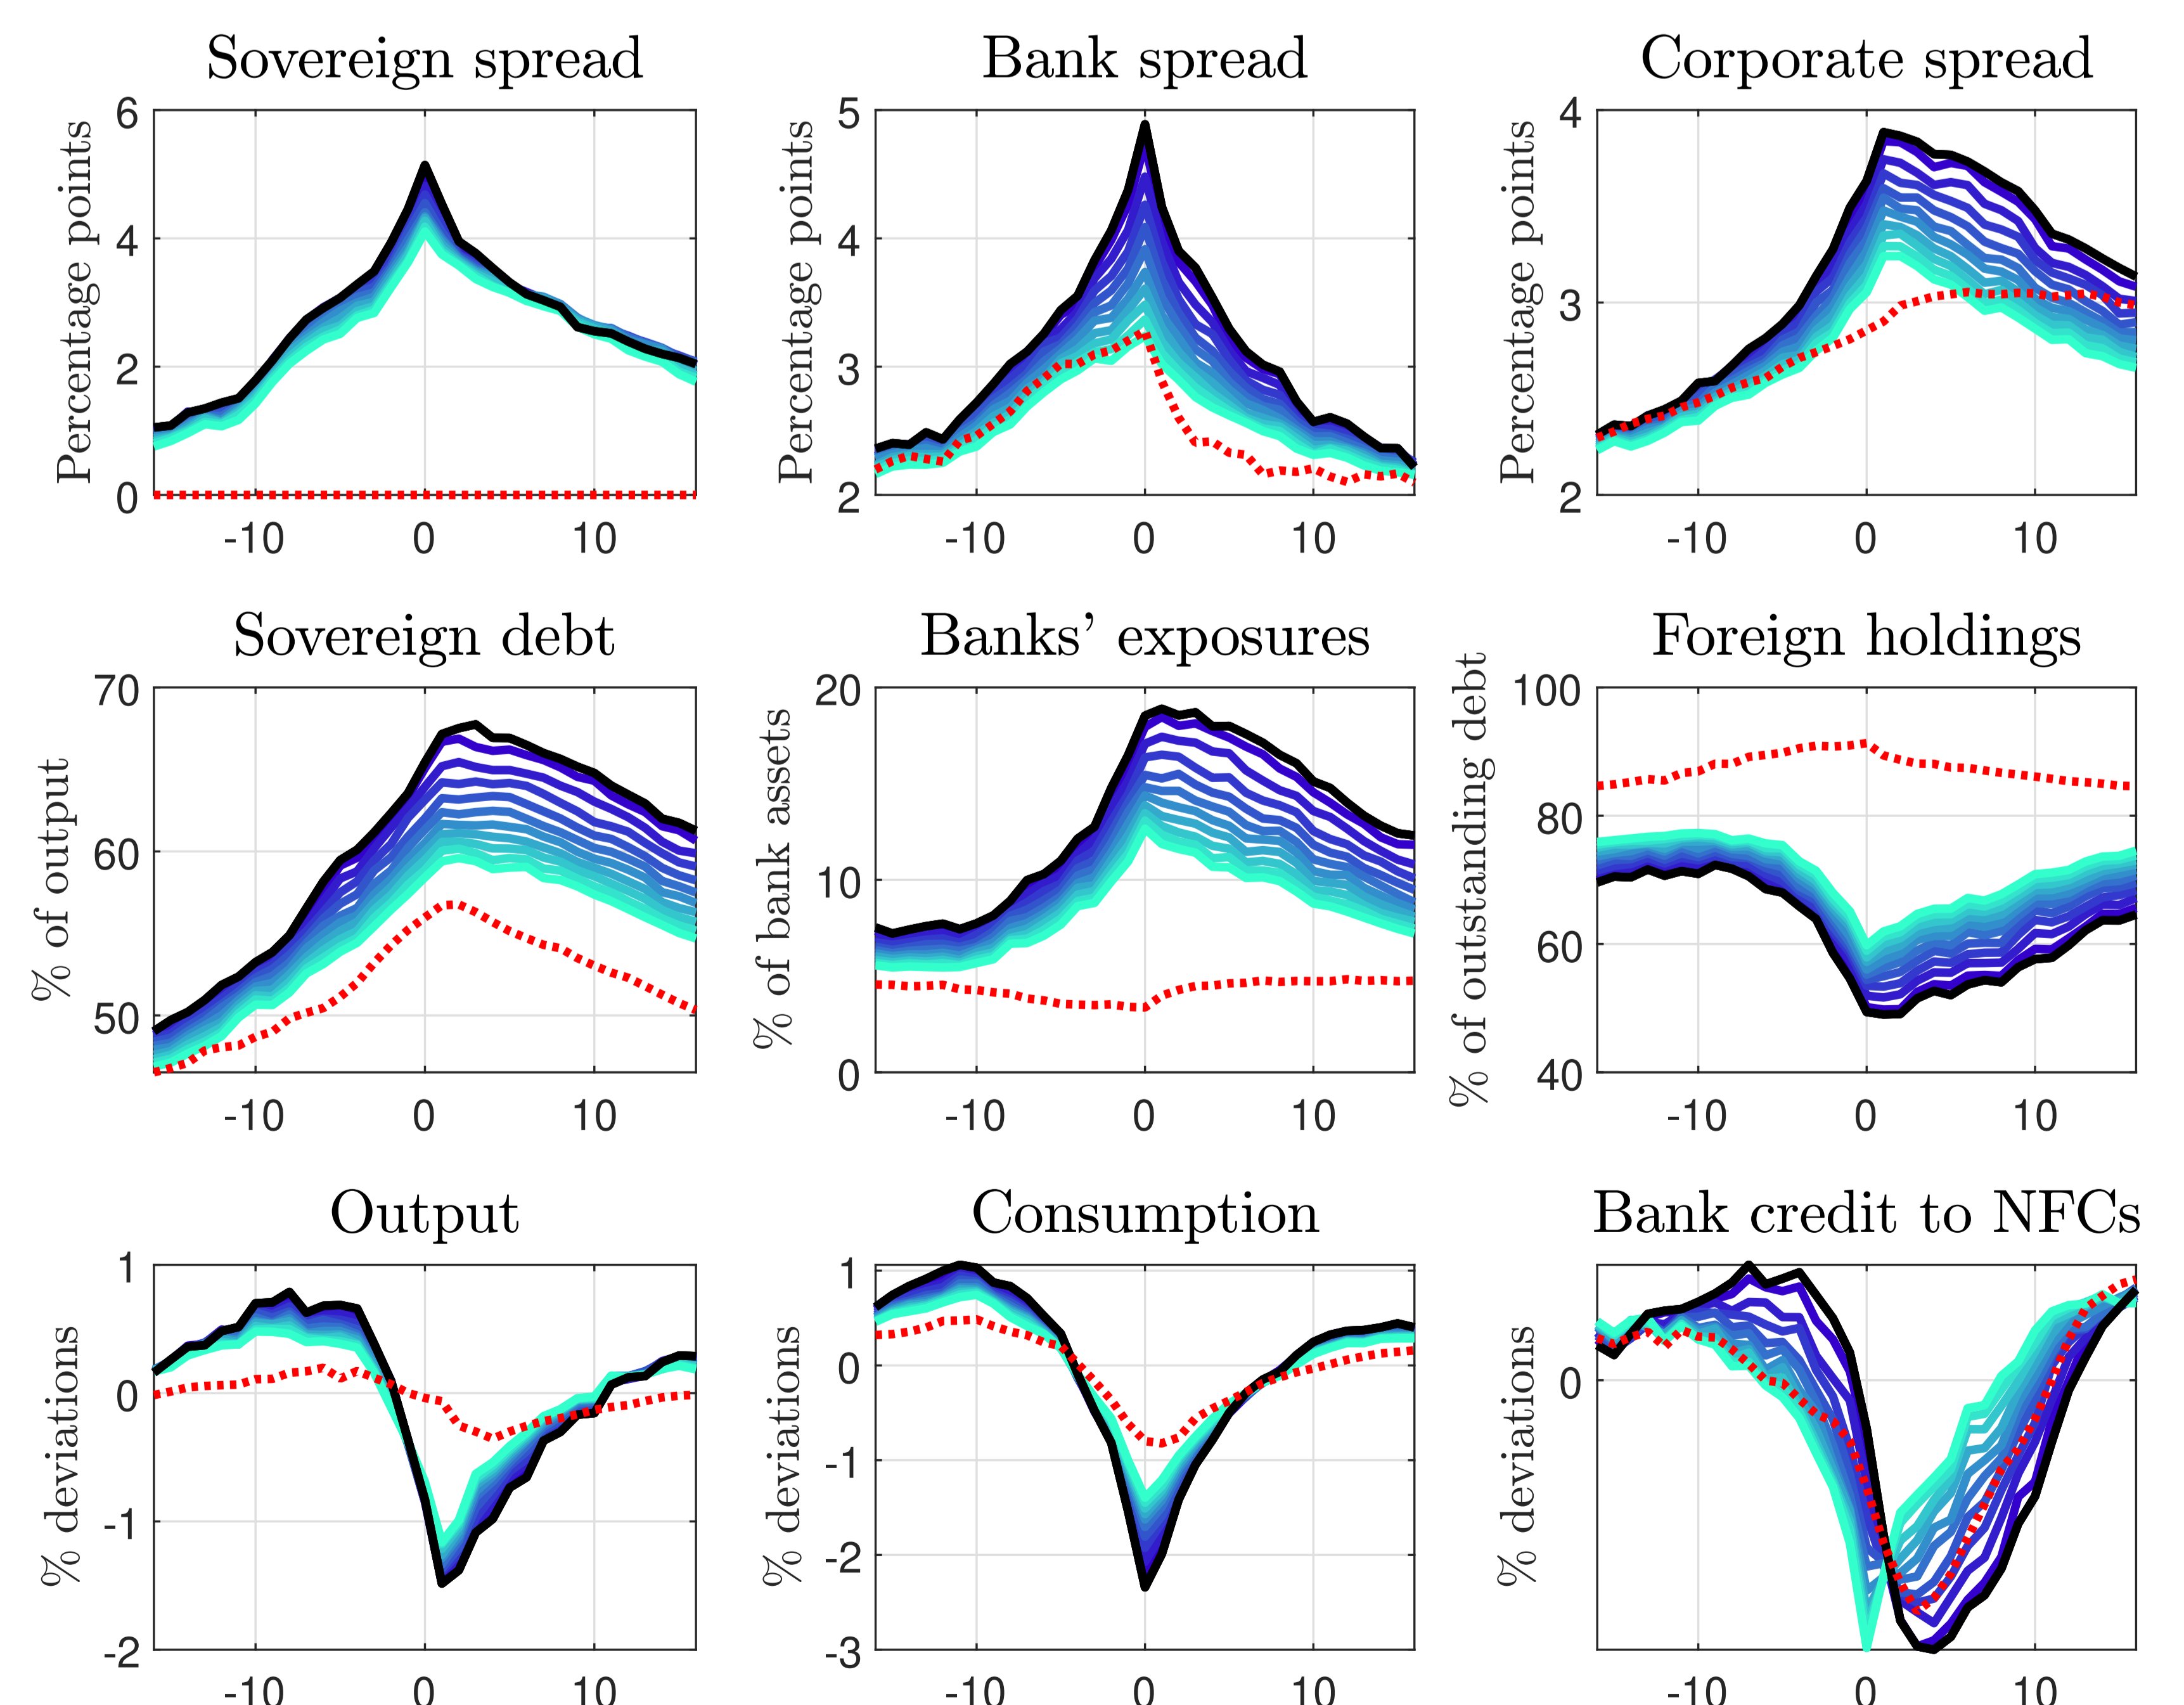 Sovereign spread Bank spread Corporate spread
Percentage points Percentage points Percentage points
6 5 4
4 4 3
2 3 2
0 2
-10 0 10 -10 0 10 -10 0 10
Sovereign debt Banks' exposures Foreign holdings
% of output % of bank assets % of outstanding debt
70 20 100
60 10 80
50 0 60
40
-10 0 10 -10 0 10 -10 0 10
Output Consumption Bank credit to NFCs
% deviations % deviations % deviations
1 1 0
0 0
-1 -1
-2 -2
-3
-10 0 10 -10 0 10 -10 0 10